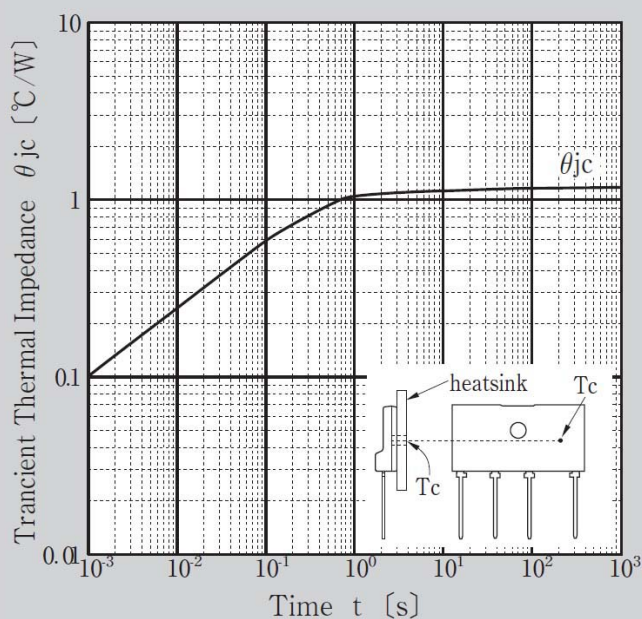 Trancient Thermal Impedance θjc 〔℃/W〕
10
1
0.1
0.01
θjc
heatsink
Tc
Tc
10⁻³ 10⁻² 10⁻¹ 10⁰ 10¹ 10² 10³
Time t 〔s〕